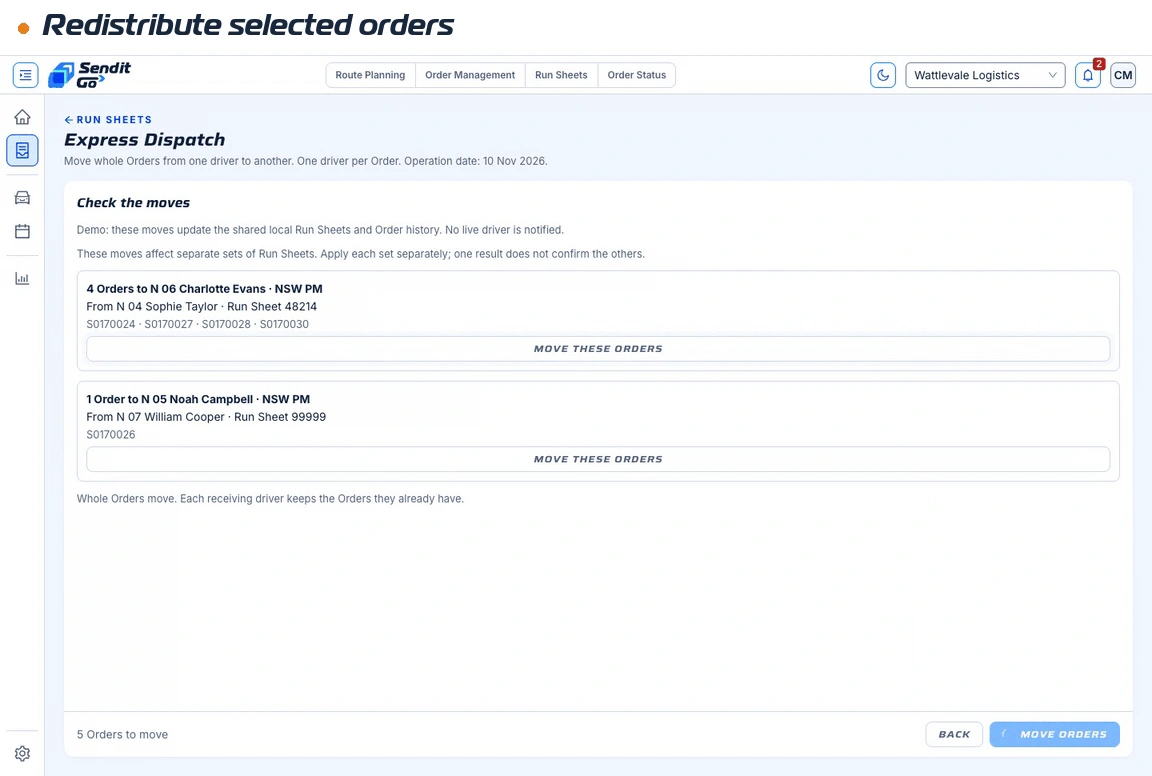 Redistribute selected orders
Sendit Go
Route Planning
Order Management
Run Sheets
Order Status
Wattlevale Logistics
2
CM
RUN SHEETS
Express Dispatch
Move whole Orders from one driver to another. One driver per Order. Operation date: 10 Nov 2026.
Check the moves
Demo: these moves update the shared local Run Sheets and Order history. No live driver is notified.
These moves affect separate sets of Run Sheets. Apply each set separately; one result does not confirm the others.
4 Orders to N 06 Charlotte Evans · NSW PM
From N 04 Sophie Taylor · Run Sheet 48214
S0170024 · S0170027 · S0170028 · S0170030
MOVE THESE ORDERS
1 Order to N 05 Noah Campbell · NSW PM
From N 07 William Cooper · Run Sheet 99999
S0170026
MOVE THESE ORDERS
Whole Orders move. Each receiving driver keeps the Orders they already have.
5 Orders to move
BACK
MOVE ORDERS